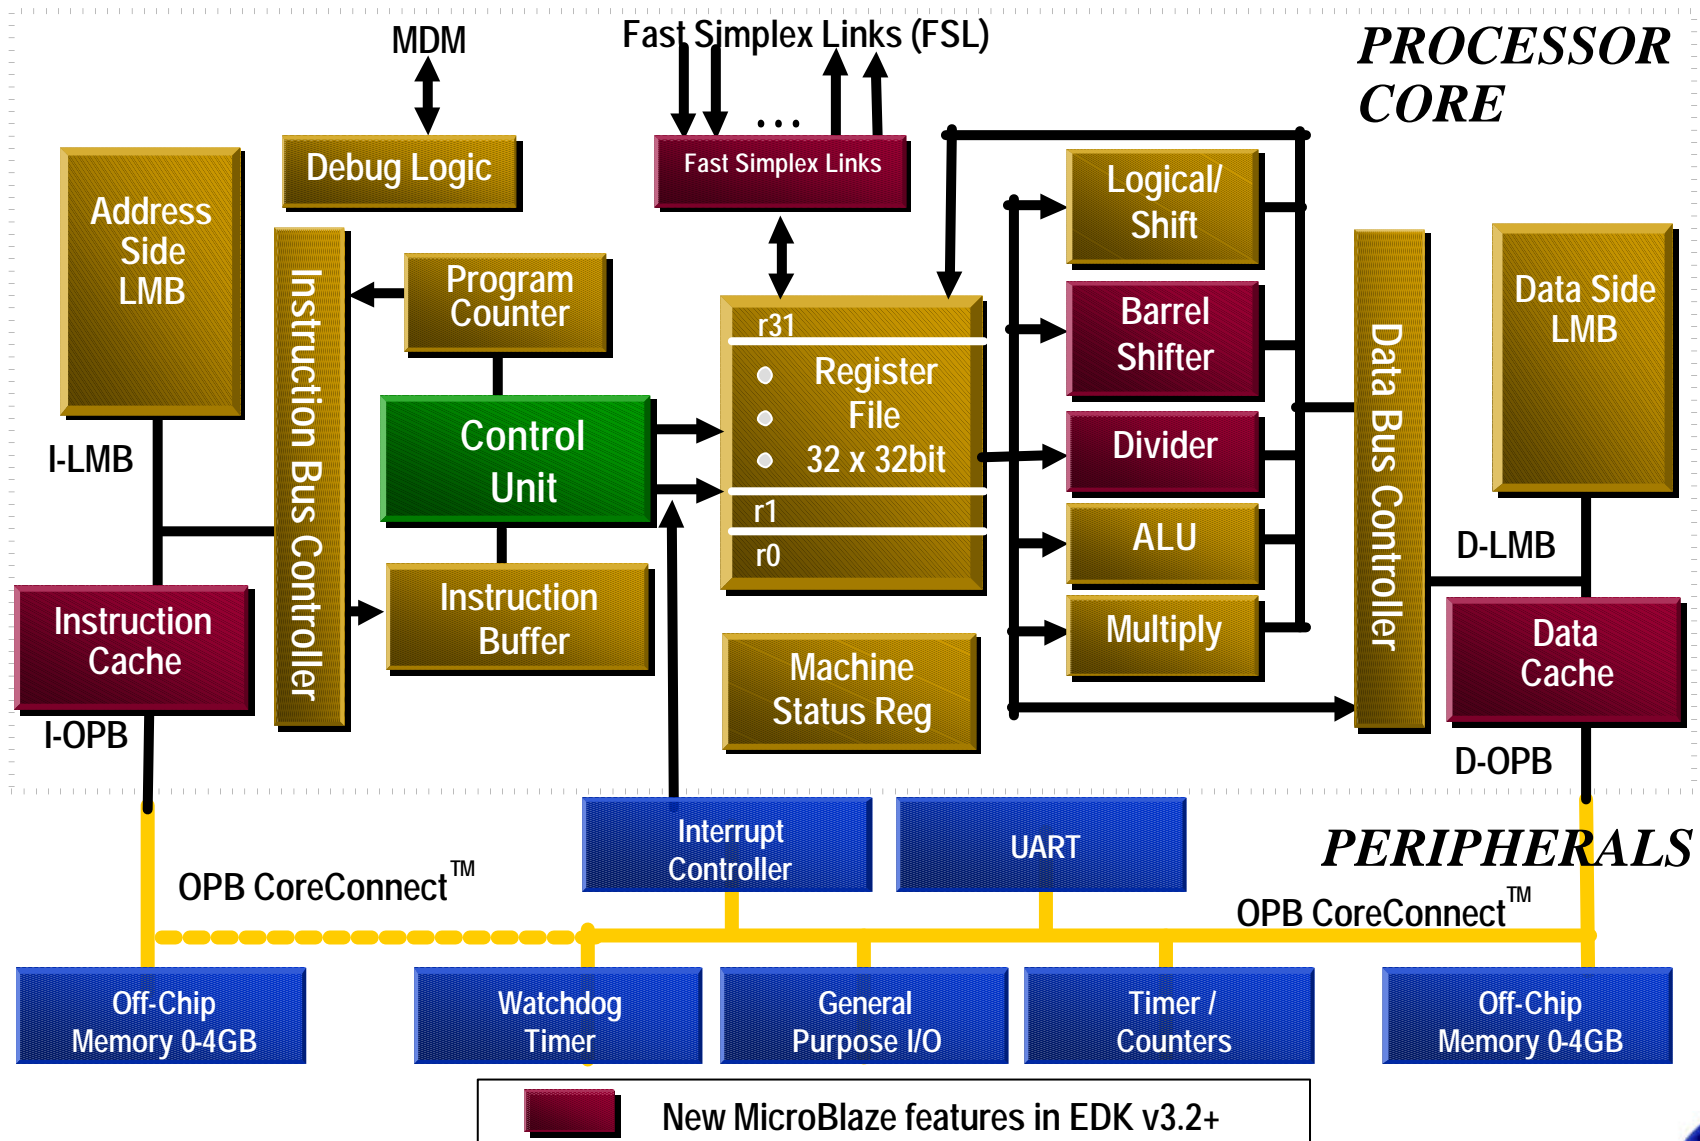 MDM
Fast Simplex Links (FSL)
PROCESSOR
CORE
...
Debug Logic
Fast Simplex Links
Address
Side
LMB
Instruction Bus Controller
Program
Counter
Control
Unit
Instruction
Buffer
r31
Register
File
32 x 32bit
r1
r0
Machine
Status Reg
Logical/
Shift
Barrel
Shifter
Divider
ALU
Multiply
Data Bus Controller
Data Side
LMB
I-LMB
D-LMB
Instruction
Cache
Data
Cache
I-OPB
D-OPB
Interrupt
Controller
UART
PERIPHERALS
OPB CoreConnect™
OPB CoreConnect™
Off-Chip
Memory 0-4GB
Watchdog
Timer
General
Purpose I/O
Timer /
Counters
Off-Chip
Memory 0-4GB
New MicroBlaze features in EDK v3.2+